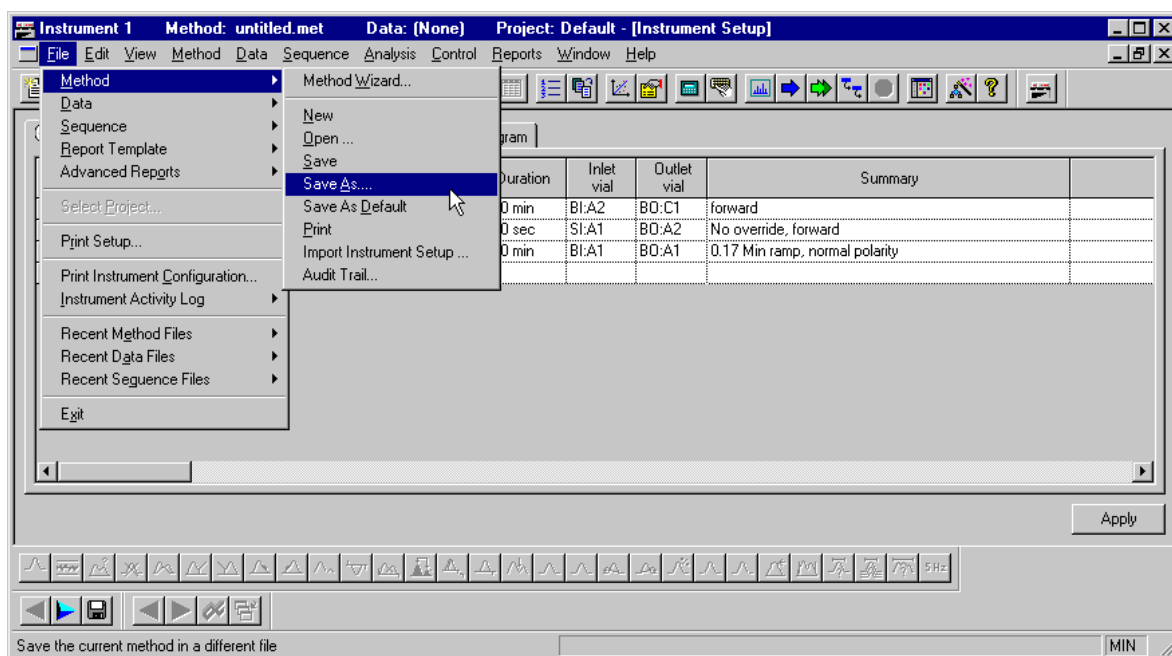 Instrument 1 Method: untitled.met Data: (None) Project: Default - [Instrument Setup]
File Edit View Method Data Sequence Analysis Control Reports Window Help
Method
Data
Sequence
Report Template
Advanced Reports
Select Project...
Print Setup...
Print Instrument Configuration...
Instrument Activity Log
Recent Method Files
Recent Data Files
Recent Sequence Files
Exit
Method Wizard...
New
Open ...
Save
Save As....
Save As Default
Print
Import Instrument Setup ...
Audit Trail...
gram
Duration Inlet vial Outlet vial Summary
0 min BI:A2 BO:C1 forward
0 sec SI:A1 BO:A2 No override, forward
0 min BI:A1 BO:A1 0.17 Min ramp, normal polarity
Apply
5 Hz
Save the current method in a different file MIN